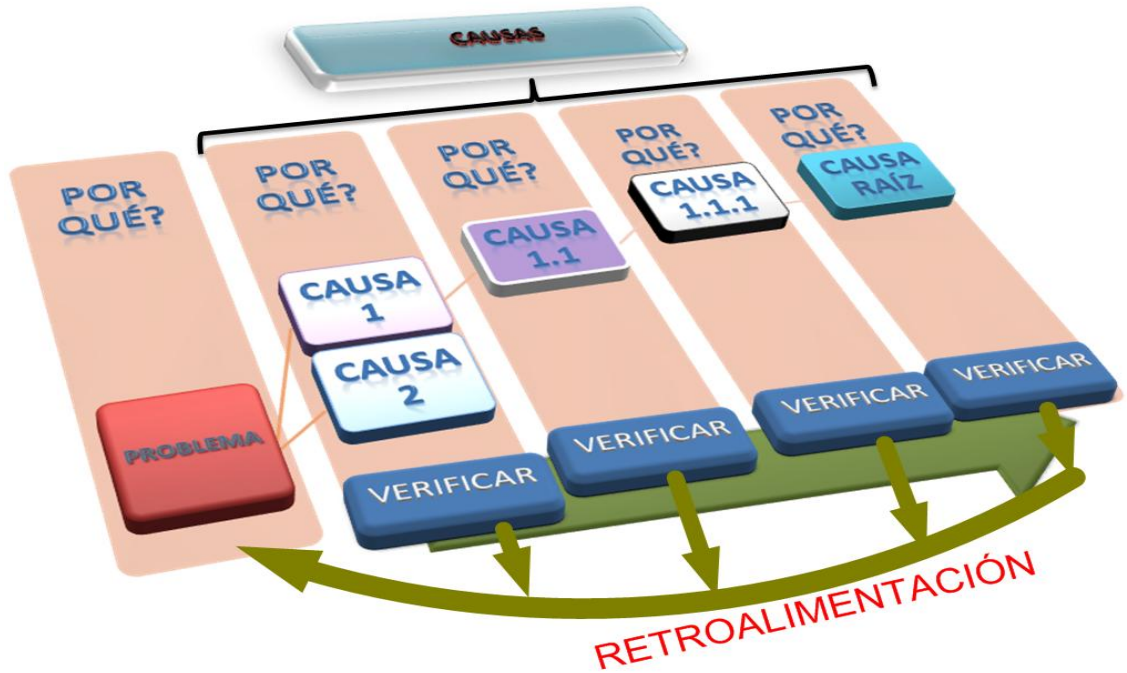 CAUSAS
POR
QUÉ?
POR
QUÉ?
POR
QUÉ?
POR
QUÉ?
POR
QUÉ?
PROBLEMA
CAUSA
1
CAUSA
2
CAUSA
1.1
CAUSA
1.1.1
CAUSA
RAÍZ
VERIFICAR
VERIFICAR
VERIFICAR
VERIFICAR
RETROALIMENTACIÓN